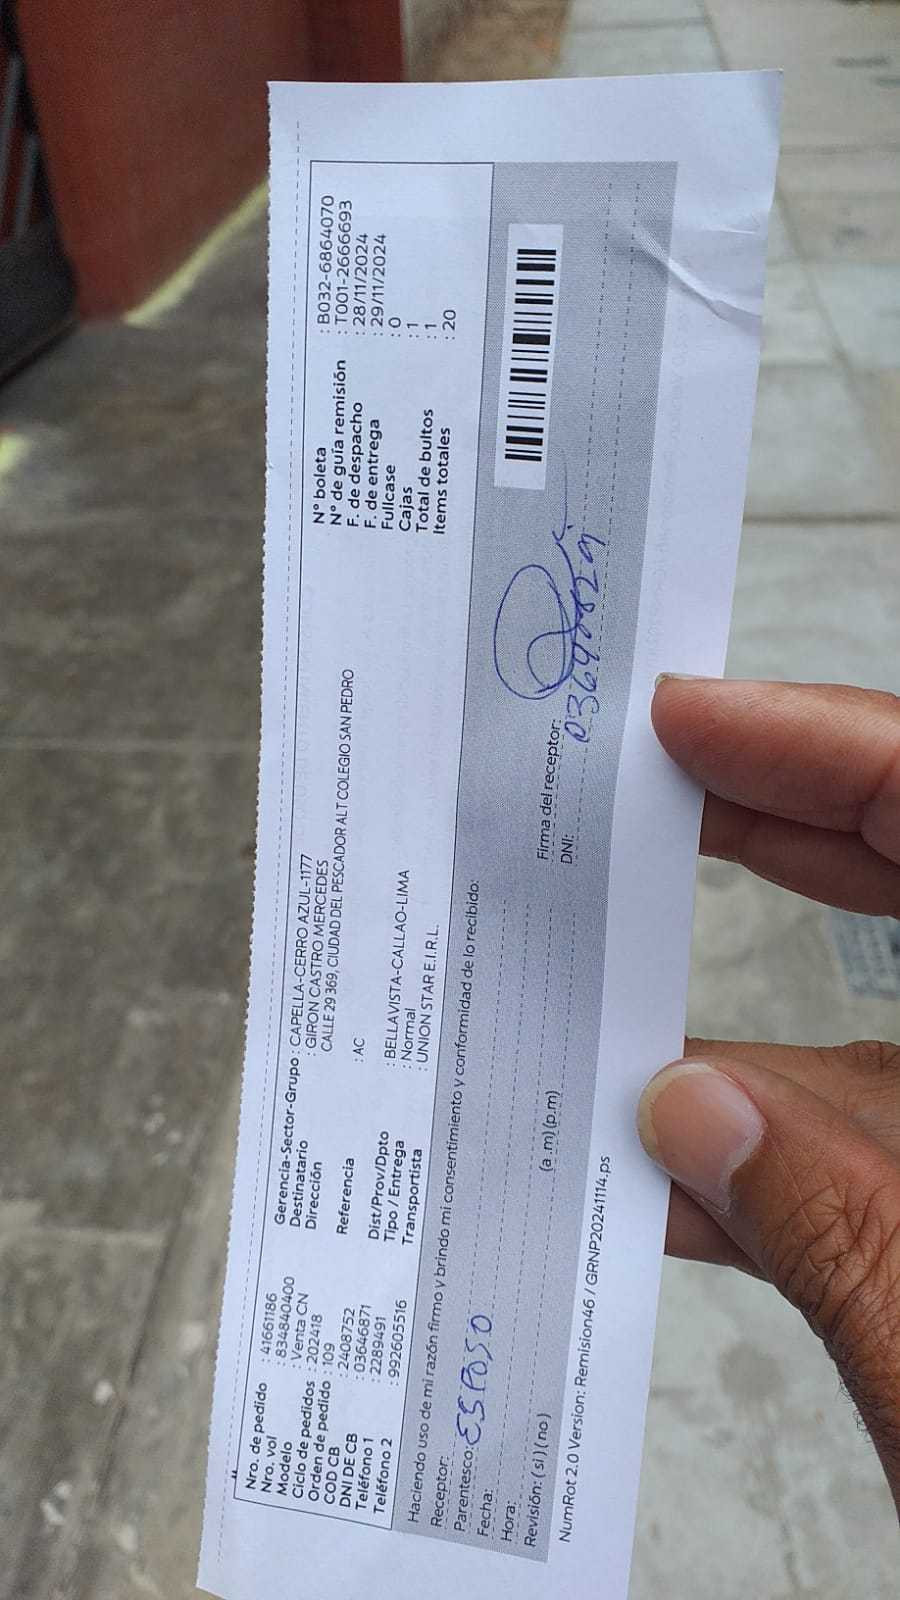 Nro. de pedido : 41661186
Nro. vol : 834840400
Modelo : Venta CN
Ciclo de pedidos : 202418
Orden de pedido : 109
COD CB : 2408752
DNI DE CB : 03646871
Teléfono 1 : 2289491
Teléfono 2 : 992605516
Gerencia-Sector-Grupo : CAPELLA-CERRO AZUL-1177
Destinatario : GIRON CASTRO MERCEDES
Dirección CALLE 29 369, CIUDAD DEL PESCADOR ALT COLEGIO SAN PEDRO
Referencia : AC
Dist/Prov/Dpto : BELLAVISTA-CALLAO-LIMA
Tipo / Entrega : Normal
Transportista : UNION STAR E.I.R.L.
N° boleta : B032-6864070
N° de guía remisión : T001-2666693
F. de despacho : 28/11/2024
F. de entrega : 29/11/2024
Fullcase : 0
Cajas : 1
Total de bultos : 1
Items totales : 20
Haciendo uso de mi razón firmo y brindo mi consentimiento y conformidad de lo recibido:
Receptor:
Parentesco: ESPOSO
Fecha:
Hora: (a .m) (p.m)
Revisión: ( si ) ( no )
Firma del receptor:
DNI:
NumRot 2.0 Version: Remision46 / GRNP20241114.ps